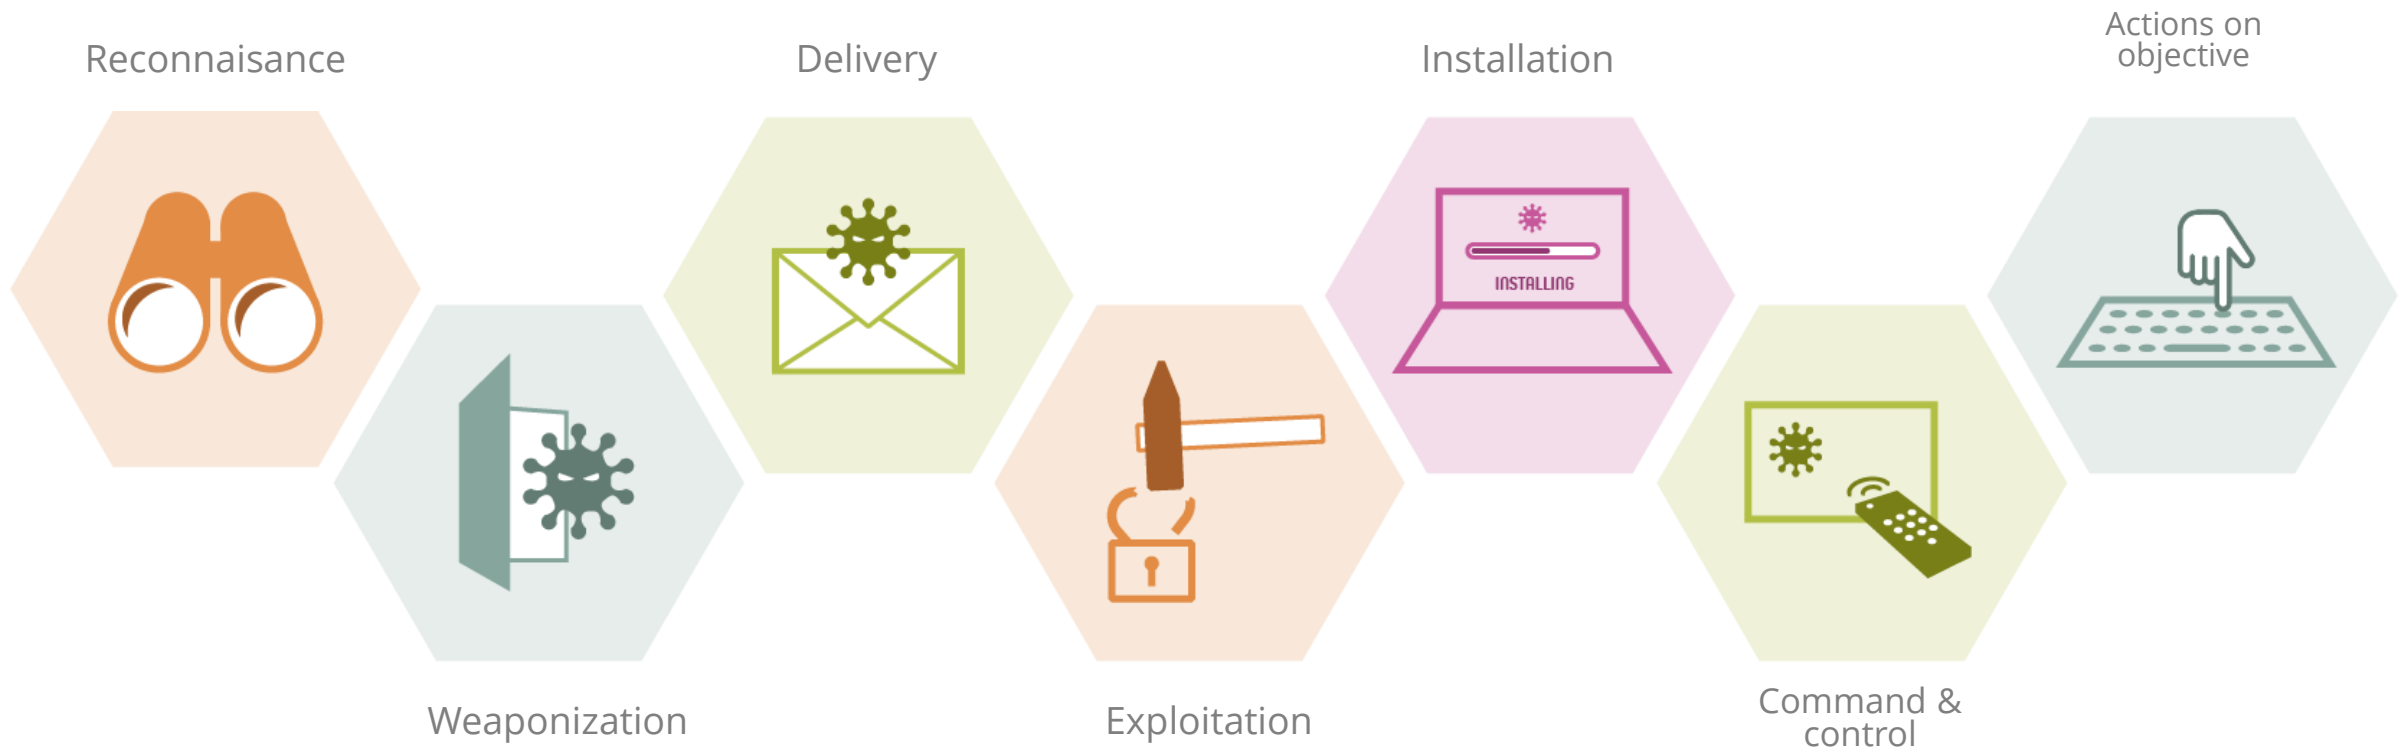 Reconnaisance
Weaponization
Delivery
Exploitation
Installation
INSTALLING
Command &
control
Actions on
objective